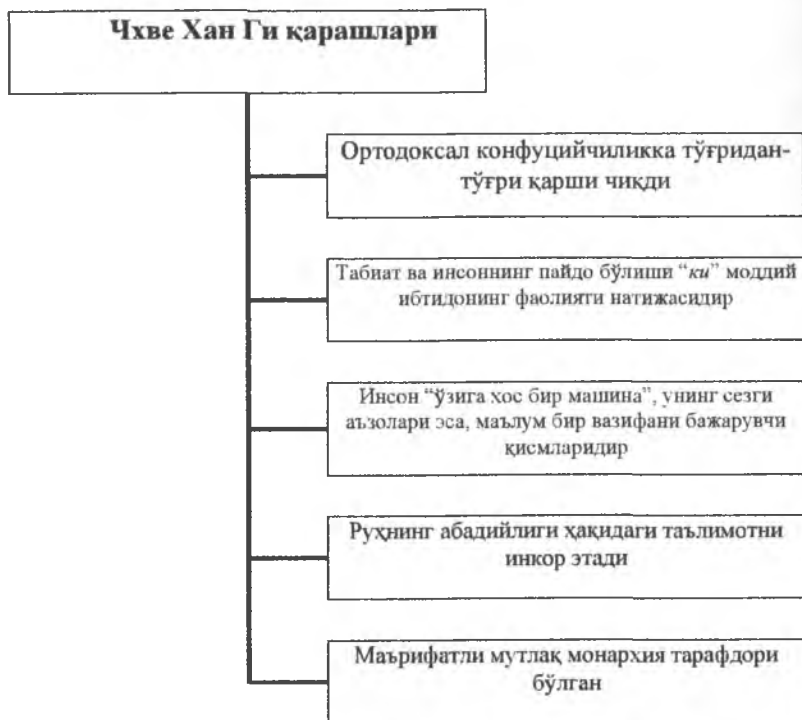 Чхве Хан Ги қарашлари
Ортодоксал конфуцийчиликка тўғридан-
тўғри қарши чиқди
Табиат ва инсоннинг пайдо бўлиши “ки” моддий
ибтидонинг фаолияти натижасидир
Инсон “ўзига хос бир машина”, унинг сезги
аъзолари эса, маълум бир вазифани бажарувчи
қисмларидир
Руҳнинг абадийлиги ҳақидаги таълимотни
инкор этади
Маърифатли мутлақ монархия тарафдори
бўлган